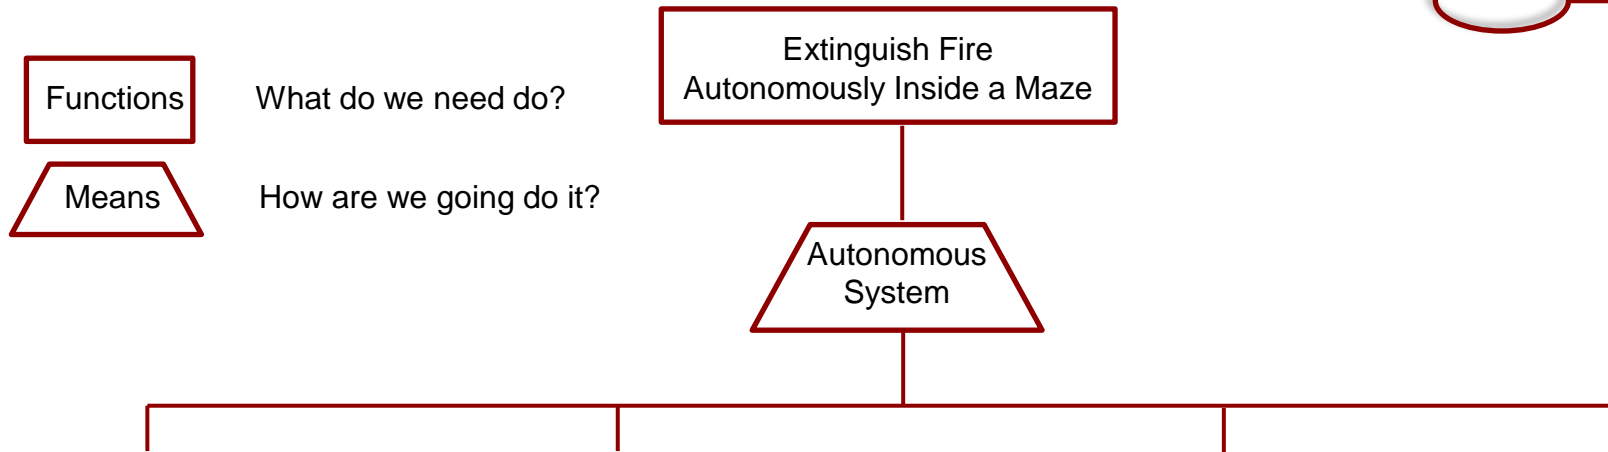 Functions
What do we need do?
Means
How are we going do it?
Extinguish Fire
Autonomously Inside a Maze
Autonomous
System